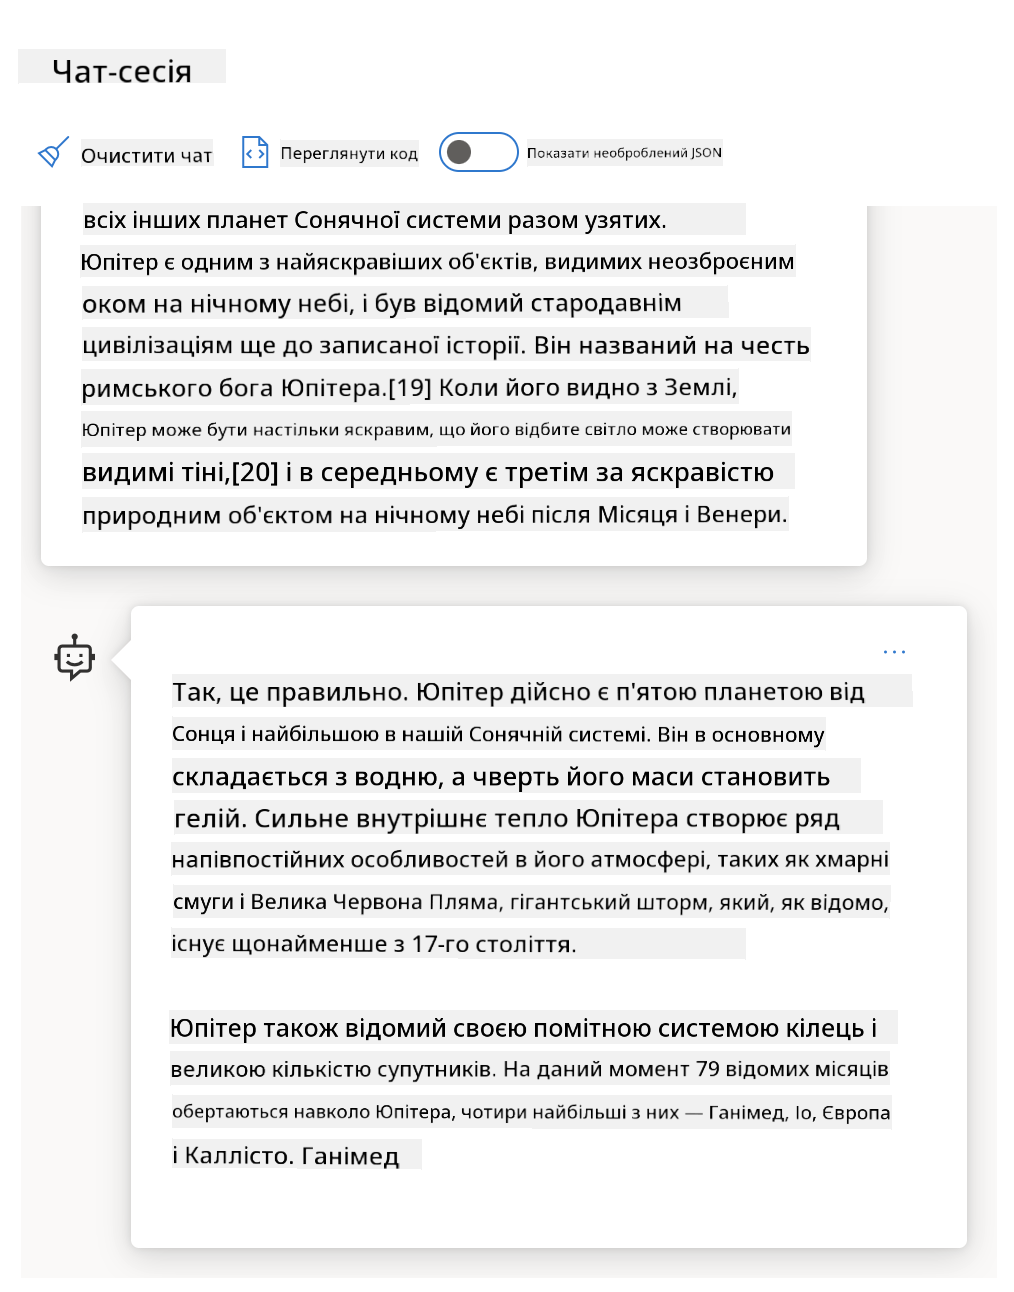 Чат-сесія
Очистити чат
Переглянути код
Показати необроблений JSON
всіх інших планет Сонячної системи разом узятих.
Юпітер є одним з найяскравіших об'єктів, видимих неозброєним
оком на нічному небі, і був відомий стародавнім
цивілізаціям ще до записаної історії. Він названий на честь
римського бога Юпітера.[19] Коли його видно з Землі,
Юпітер може бути настільки яскравим, що його відбите світло може створювати
видимі тіні,[20] і в середньому є третім за яскравістю
природним об'єктом на нічному небі після Місяця і Венери.
Так, це правильно. Юпітер дійсно є п'ятою планетою від
Сонця і найбільшою в нашій Сонячній системі. Він в основному
складається з водню, а чверть його маси становить
гелій. Сильне внутрішнє тепло Юпітера створює ряд
напівпостійних особливостей в його атмосфері, таких як хмарні
смуги і Велика Червона Пляма, гігантський шторм, який, як відомо,
існує щонайменше з 17-го століття.
Юпітер також відомий своєю помітною системою кілець і
великою кількістю супутників. На даний момент 79 відомих місяців
обертаються навколо Юпітера, чотири найбільші з них — Ганімед, Іо, Європа
і Каллісто. Ганімед